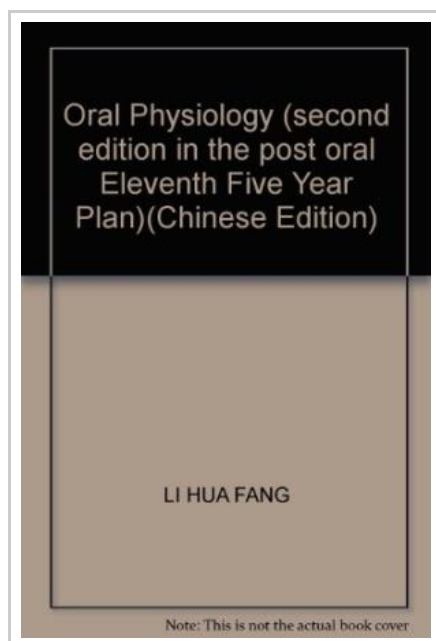 Oral Physiology (second
edition in the post oral
Eleventh Five Year
Plan)(Chinese Edition)
LI HUA FANG
Note: This is not the actual book cover